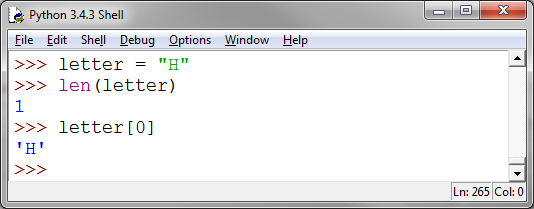 Python 3.4.3 Shell
File Edit Shell Debug Options Window Help
>>> letter = "H"
>>> len(letter)
1
>>> letter[0]
'H'
>>>
Ln: 265 Col: 0